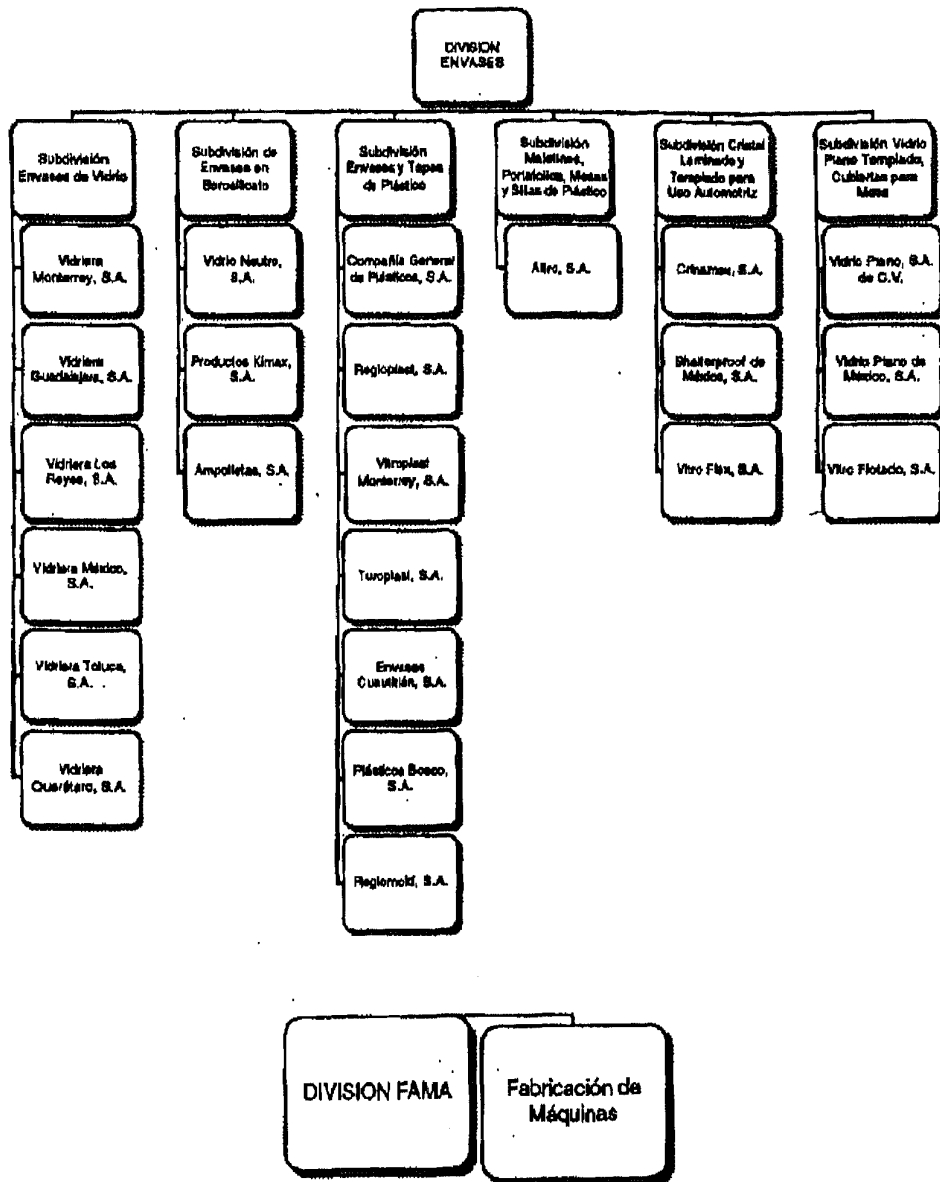 DIVISION
ENVASES
Subdivisión
Envases de Vidrio
Vidriera
Monterrey, S.A.
Vidriera
Guadalajara, S.A.
Vidriera Los
Reyes, S.A.
Vidriera México,
S.A.
Vidriera Toluca,
S.A.
Vidriera
Querétaro, S.A.
Subdivisión de
Envases en
Borosilicato
Vidrio Neutro,
S.A.
Productos Kimax,
S.A.
Ampolletas, S.A.
Subdivisión
Envases y Tapas
de Plástico
Compañía General
de Plásticos, S.A.
Regioplast, S.A.
Vitroplast
Monterrey, S.A.
Turoplast, S.A.
Envases
Cuautitlán, S.A.
Plásticos Bosco,
S.A.
Regiomold, S.A.
Subdivisión
Maletines,
Portafolios, Mesas
y Sillas de Plástico
S.A.
Subdivisión Cristal
Laminado y
Templado para
Uso Automotriz
Crinamex, S.A.
Shatterproof de
México, S.A.
Vitro Flex, S.A.
Subdivisión Vidrio
Plano Templado,
Cubiertas para
Mesa
Vidrio Plano, S.A.
de C.V.
Vidrio Plano de
México, S.A.
Vitro Flotado, S.A.
DIVISION FAMA
Fabricación de
Máquinas